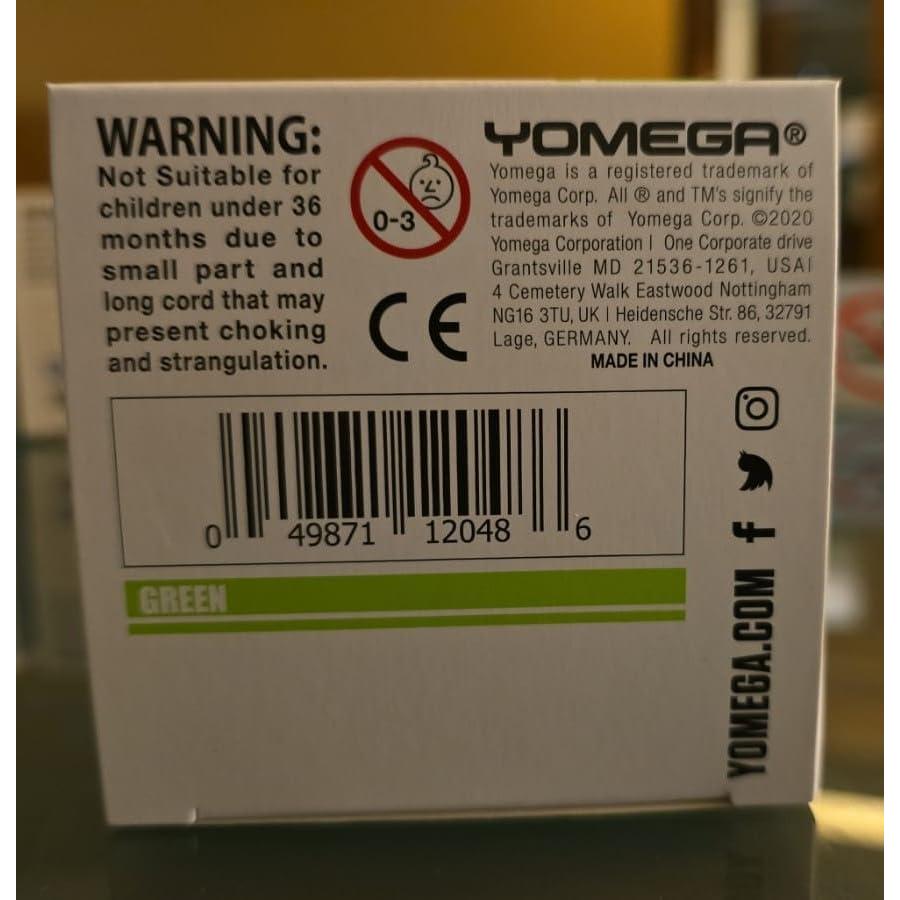 WARNING:
Not Suitable for
children under 36
months due to
small part and
long cord that may
present choking
and strangulation.
0-3
CE
YOMEGA®
Yomega is a registered trademark of
Yomega Corp. All ® and TM's signify the
trademarks of Yomega Corp. ©2020
Yomega Corporation | One Corporate drive
Grantsville MD 21536-1261, USA|
4 Cemetery Walk Eastwood Nottingham
NG16 3TU, UK | Heidensche Str. 86, 32791
Lage, GERMANY. All rights reserved.
MADE IN CHINA
0 49871 12048 6
GREEN
YOMEGA.COM